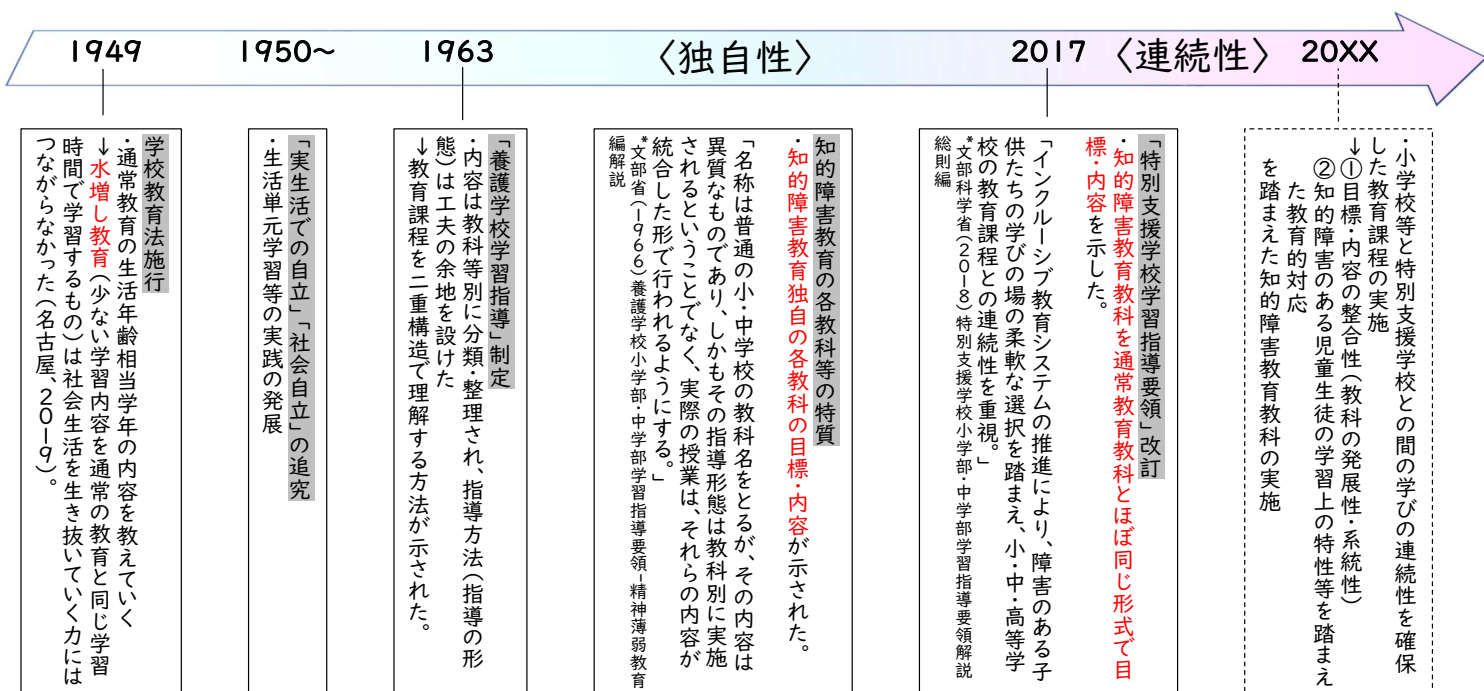 1949
1950～
1963
〈独自性〉
2017
〈連続性〉
20XX
学校教育法施行
・通常教育の生活年齢相当学年の内容を教えていく
→水増し教育（少ない学習内容を通常の教育と同じ学習
時間で学習するもの）は社会生活を生き抜いていく力には
つながらなかった（名古屋、2019）。
「実生活での自立」「社会自立」の追究
・生活単元学習等の実践の発展
「養護学校学習指導」制定
・内容は教科等別に分類・整理され、指導方法（指導の形
態）は工夫の余地を設けた
→教育課程を二重構造で理解する方法が示された。
知的障害教育の各教科等の特質
・知的障害教育独自の各教科の目標・内容が示された。
「名称は普通の小・中学校の教科名をとるが、その内容は
異質なものであり、しかもその指導形態は教科別に実施
されるということでなく、実際の授業は、それらの内容が
統合した形で行われるようにする。」
*文部省（1966）養護学校小学部・中学部学習指導要領-精神薄弱教育
編解説
「特別支援学校学習指導要領」改訂
・知的障害教育教科を通常教育教科とほぼ同じ形式で目
標・内容を示した。
「インクルーシブ教育システムの推進により、障害のある子
供たちの学びの場の柔軟な選択を踏まえ、小・中・高等学
校の教育課程との連続性を重視。」
*文部科学省（2018）特別支援学校小学部・中学部学習指導要領解説
総則編
・小学校等と特別支援学校との間の学びの連続性を確保
した教育課程の実施
→①目標・内容の整合性（教科の発展性・系統性）
②知的障害のある児童生徒の学習上の特性等を踏まえ
た教育的対応
を踏まえた知的障害教育教科の実施